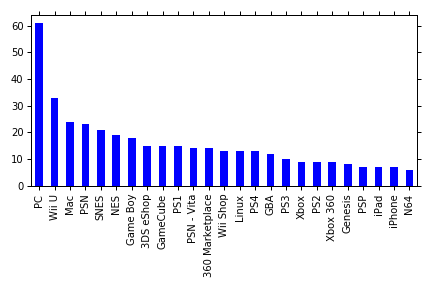 60
50
40
30
20
10
0
PC
Wii U
Mac
PSN
SNES
NES
Game Boy
3DS eShop
GameCube
PS1
PSN - Vita
360 Marketplace
Wii Shop
Linux
PS4
GBA
PS3
Xbox
PS2
Xbox 360
Genesis
PSP
iPad
iPhone
N64